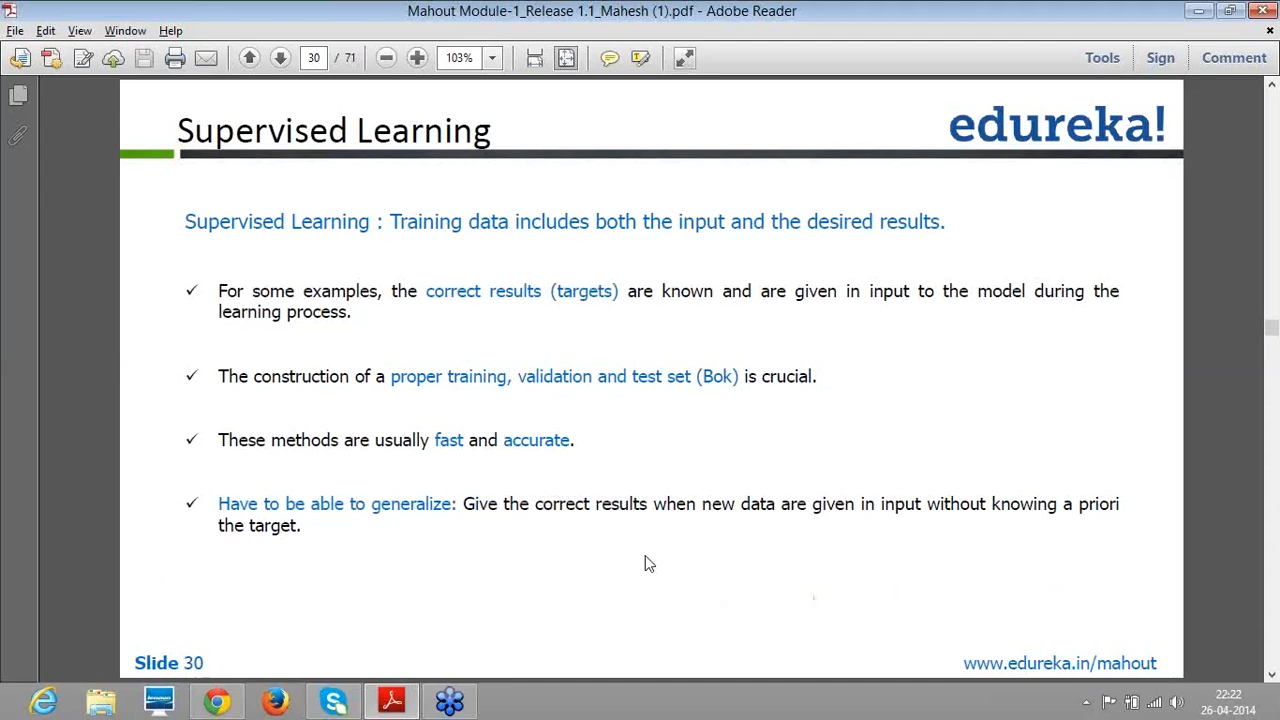 Mahout Module-1_Release 1.1_Mahesh (1).pdf - Adobe Reader
File Edit View Window Help
30 / 71 103% Tools Sign Comment
Supervised Learning
edureka!
Supervised Learning : Training data includes both the input and the desired results.
✓ For some examples, the correct results (targets) are known and are given in input to the model during the
learning process.
✓ The construction of a proper training, validation and test set (Bok) is crucial.
✓ These methods are usually fast and accurate.
✓ Have to be able to generalize: Give the correct results when new data are given in input without knowing a priori
the target.
Slide 30
www.edureka.in/mahout
22:22
26-04-2014